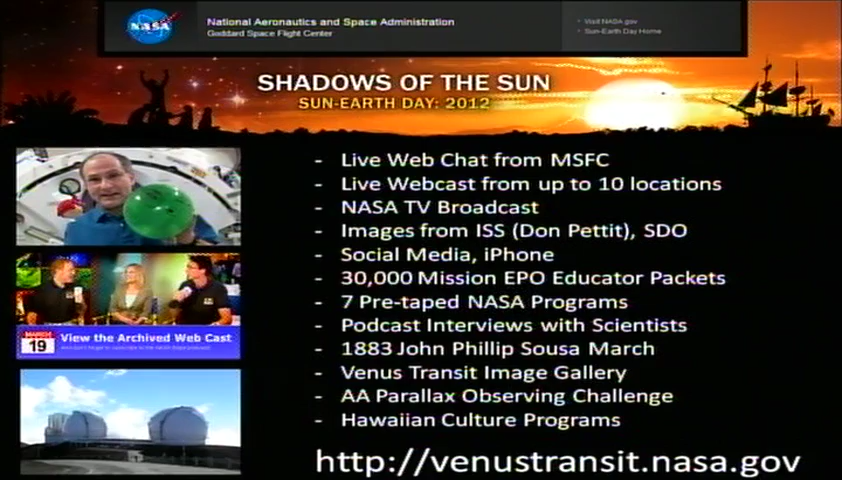 NASA
National Aeronautics and Space Administration
Goddard Space Flight Center
Visit NASA.gov
Sun-Earth Day Home
SHADOWS OF THE SUN
SUN-EARTH DAY: 2012
- Live Web Chat from MSFC
- Live Webcast from up to 10 locations
- NASA TV Broadcast
- Images from ISS (Don Pettit), SDO
- Social Media, iPhone
- 30,000 Mission EPO Educator Packets
- 7 Pre-taped NASA Programs
- Podcast Interviews with Scientists
- 1883 John Phillip Sousa March
- Venus Transit Image Gallery
- AA Parallax Observing Challenge
- Hawaiian Culture Programs
MARCH
19
View the Archived Web Cast
http://venustransit.nasa.gov